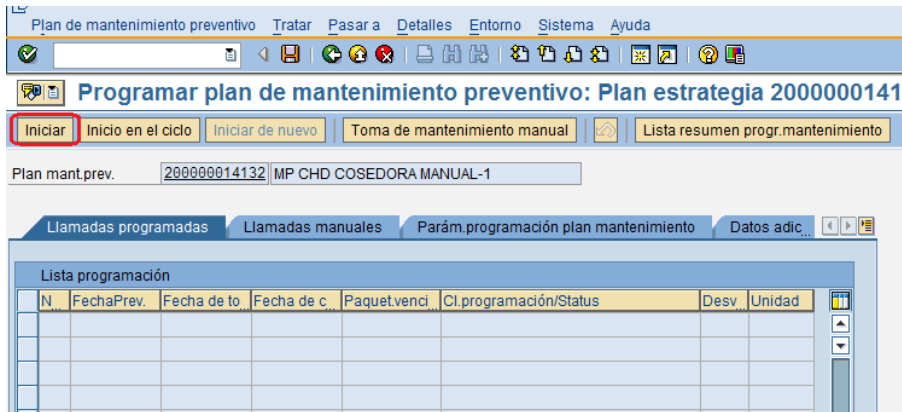 Plan de mantenimiento preventivo Tratar Pasar a Detalles Entorno Sistema Ayuda
Programar plan de mantenimiento preventivo: Plan estrategia 2000000141
Iniciar Inicio en el ciclo Iniciar de nuevo Toma de mantenimiento manual Lista resumen progr.mantenimiento
Plan mant.prev. 200000014132 MP CHD COSEDORA MANUAL-1
Llamadas programadas Llamadas manuales Parám.programación plan mantenimiento Datos adic...
Lista programación
N... FechaPrev. Fecha de to... Fecha de c... Paquet.venci... Cl.programación/Status Desv... Unidad